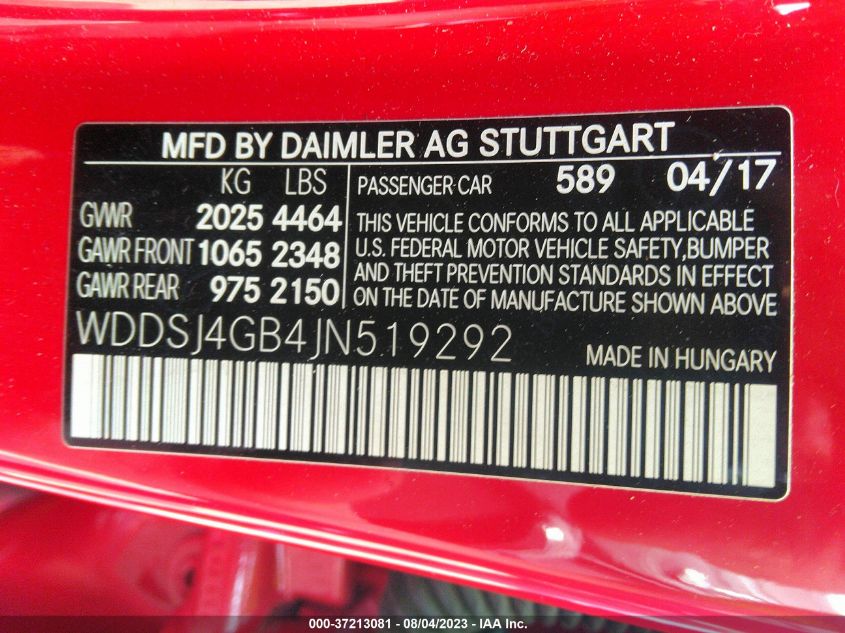 MFD BY DAIMLER AG STUTTGART
KG LBS
GVWR 2025 4464
GAWR FRONT 1065 2348
GAWR REAR 975 2150
PASSENGER CAR 589 04/17
THIS VEHICLE CONFORMS TO ALL APPLICABLE
U.S. FEDERAL MOTOR VEHICLE SAFETY,BUMPER
AND THEFT PREVENTION STANDARDS IN EFFECT
ON THE DATE OF MANUFACTURE SHOWN ABOVE
WDDSJ4GB4JN519292
MADE IN HUNGARY
000-37213081 - 08/04/2023 - IAA Inc.